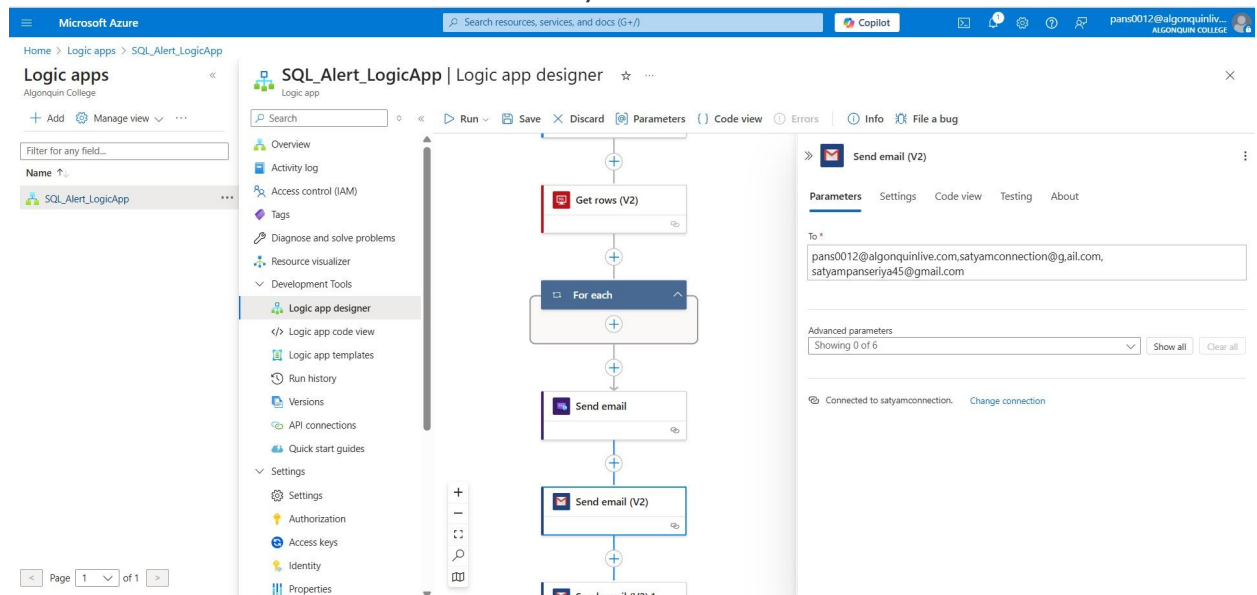 Microsoft Azure
Search resources, services, and docs (G+/)
Copilot
pans0012@algonquinliv...
ALGONQUIN COLLEGE
Home > Logic apps > SQL_Alert_LogicApp
Logic apps
Algonquin College
+ Add
Manage view
...
Filter for any field...
Name ↑↓
SQL_Alert_LogicApp
...
< Page 1 of 1 >
SQL_Alert_LogicApp | Logic app designer
...
Logic app
Search
Overview
Activity log
Access control (IAM)
Tags
Diagnose and solve problems
Resource visualizer
Development Tools
Logic app designer
Logic app code view
Logic app templates
Run history
Versions
API connections
Quick start guides
Settings
Settings
Authorization
Access keys
Identity
Properties
Run
Save
Discard
Parameters
Code view
Errors
Info
File a bug
Get rows (V2)
For each
Send email
Send email (V2)
Send email (V2)
Parameters
Settings
Code view
Testing
About
To *
pans0012@algonquinlive.com,satyamconnection@g,ail.com,
satyampanseriya45@gmail.com
Advanced parameters
Showing 0 of 6
Show all
Clear all
Connected to satyamconnection.
Change connection